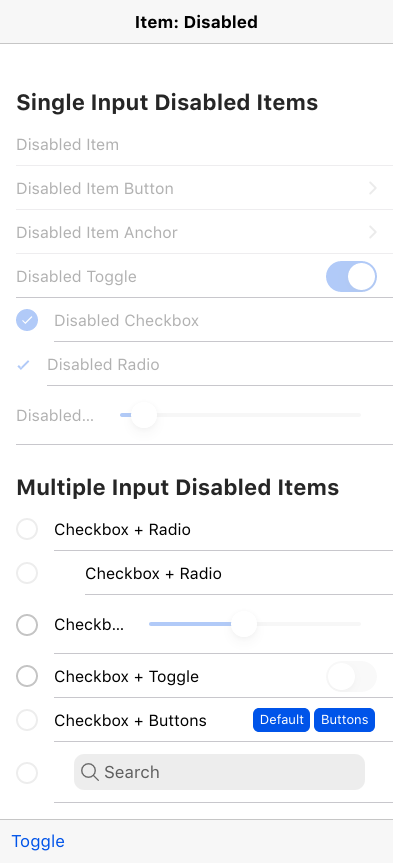 Item: Disabled
Single Input Disabled Items
Disabled Item
Disabled Item Button
Disabled Item Anchor
Disabled Toggle
Disabled Checkbox
Disabled Radio
Disabled...
Multiple Input Disabled Items
Checkbox + Radio
Checkbox + Radio
Checkb...
Checkbox + Toggle
Checkbox + Buttons Default Buttons
Search
Toggle